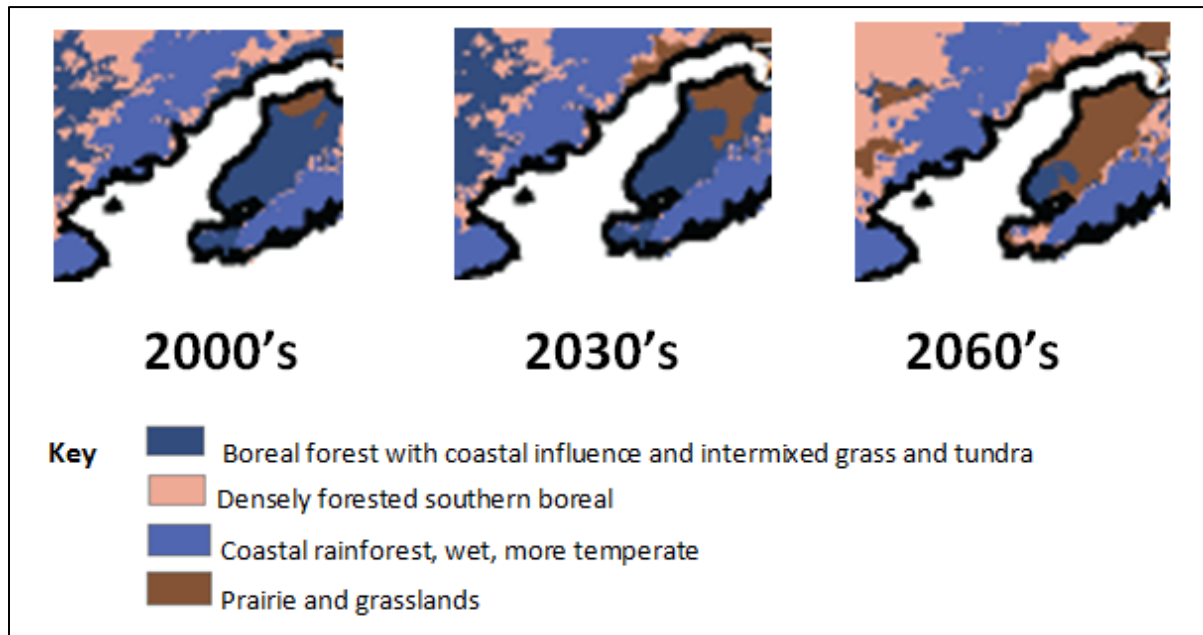 2000's
2030's
2060's
Key
Boreal forest with coastal influence and intermixed grass and tundra
Densely forested southern boreal
Coastal rainforest, wet, more temperate
Prairie and grasslands